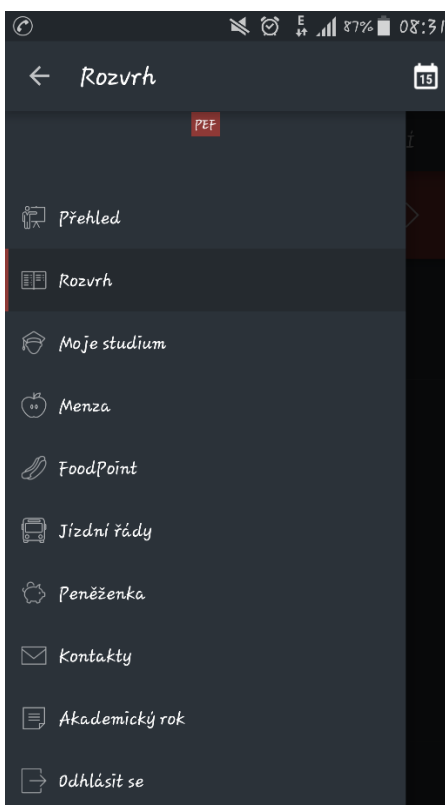 E 87% 08:31
Rozvrh 15
PEF
í
Přehled
Rozvrh
Moje studium
Menza
FoodPoint
Jízdní řády
Peněženka
Kontakty
Akademický rok
Odhlásit se